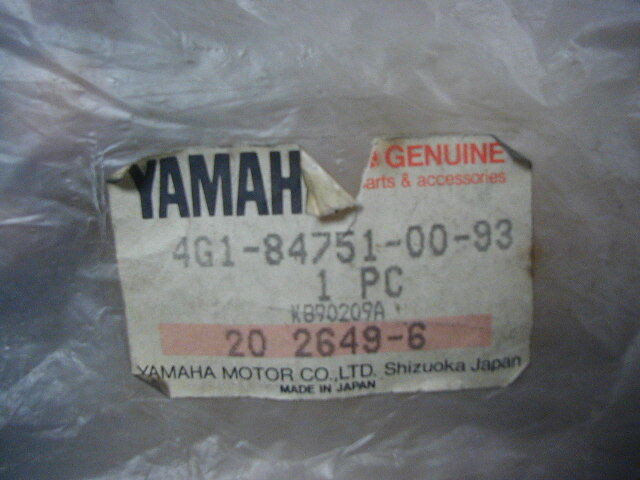 YAMAH GENUINE
arts & accessories
4G1-84751-00-93
1 PC
K890209A
20 2649-6
YAMAHA MOTOR CO.,LTD. Shizuoka Japan
MADE IN JAPAN